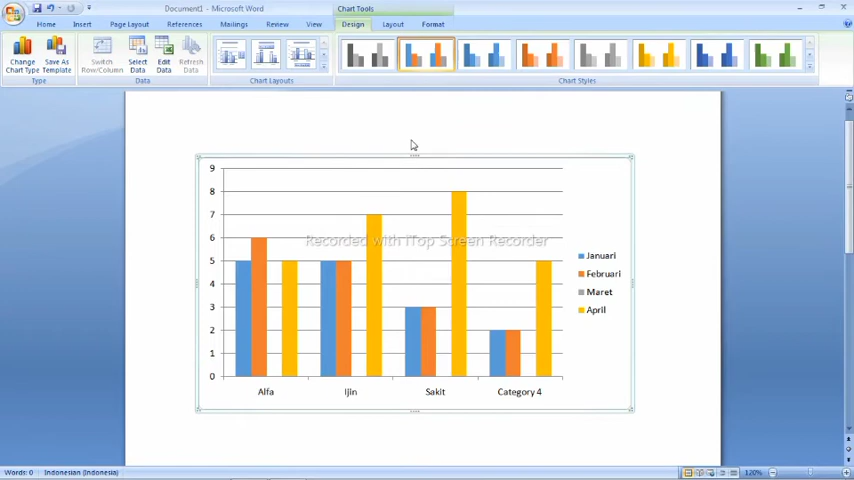 Document1 - Microsoft Word
Chart Tools
Home Insert Page Layout References Mailings Review View Design Layout Format
Change Chart Type
Save As Template
Switch Row/Column
Select Data
Edit Data
Refresh Data
Type Data Chart Layouts Chart Styles
9
8
7
6
5
4
3
2
1
0
Recorded with iTop Screen Recorder
Januari
Februari
Maret
April
Alfa Ijin Sakit Category 4
Words: 0 Indonesian (Indonesia) 120%